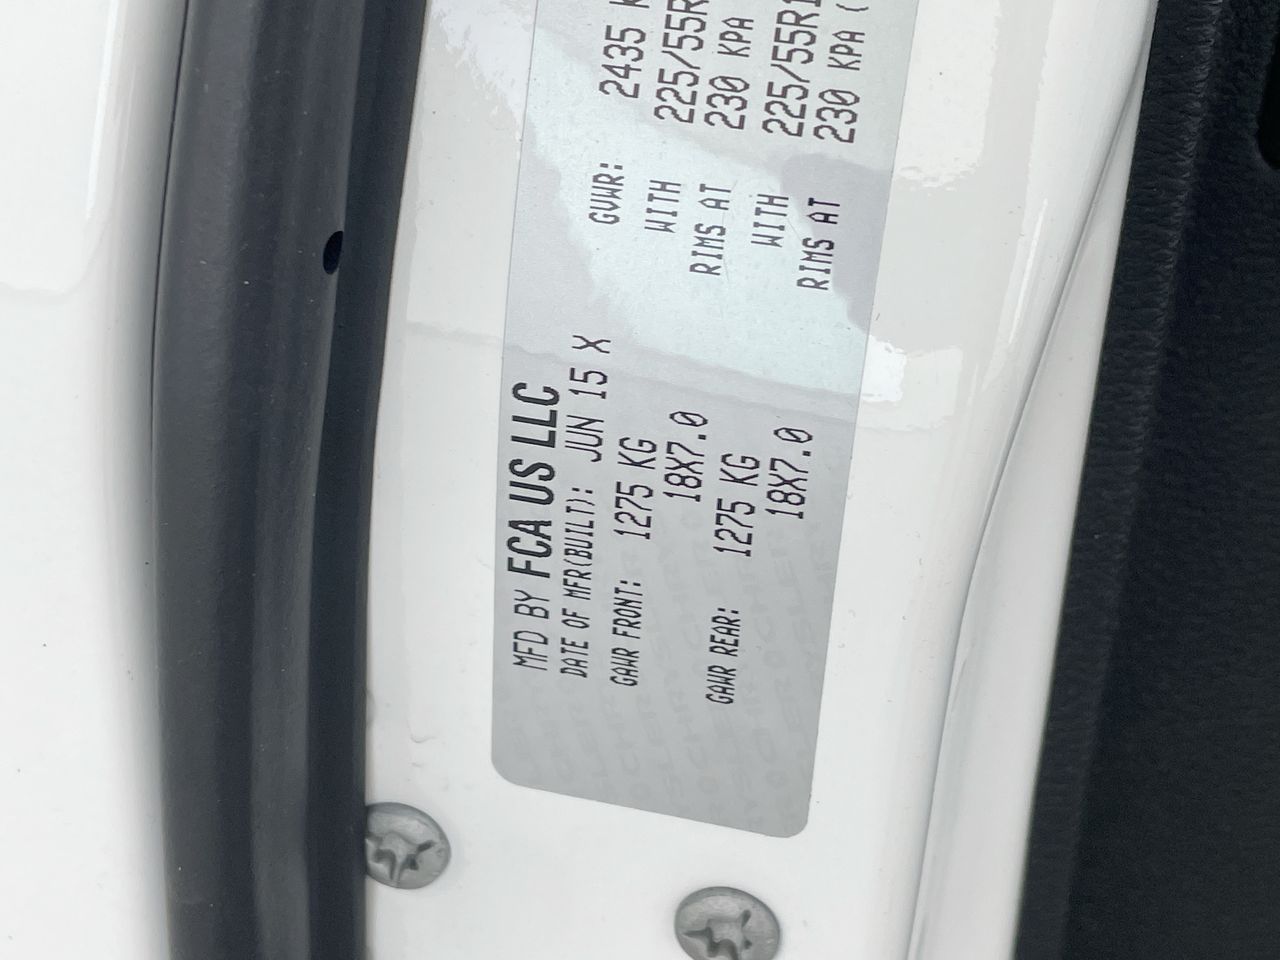 MFD BY FCA US LLC
DATE OF MFR(BUILT): JUN 15 X GVWR: 2435
GAWR FRONT: 1275 KG WITH 225/55R
18X7.0 RIMS AT 230 KPA
GAWR REAR: 1275 KG WITH 225/55R1
18X7.0 RIMS AT 230 KPA (